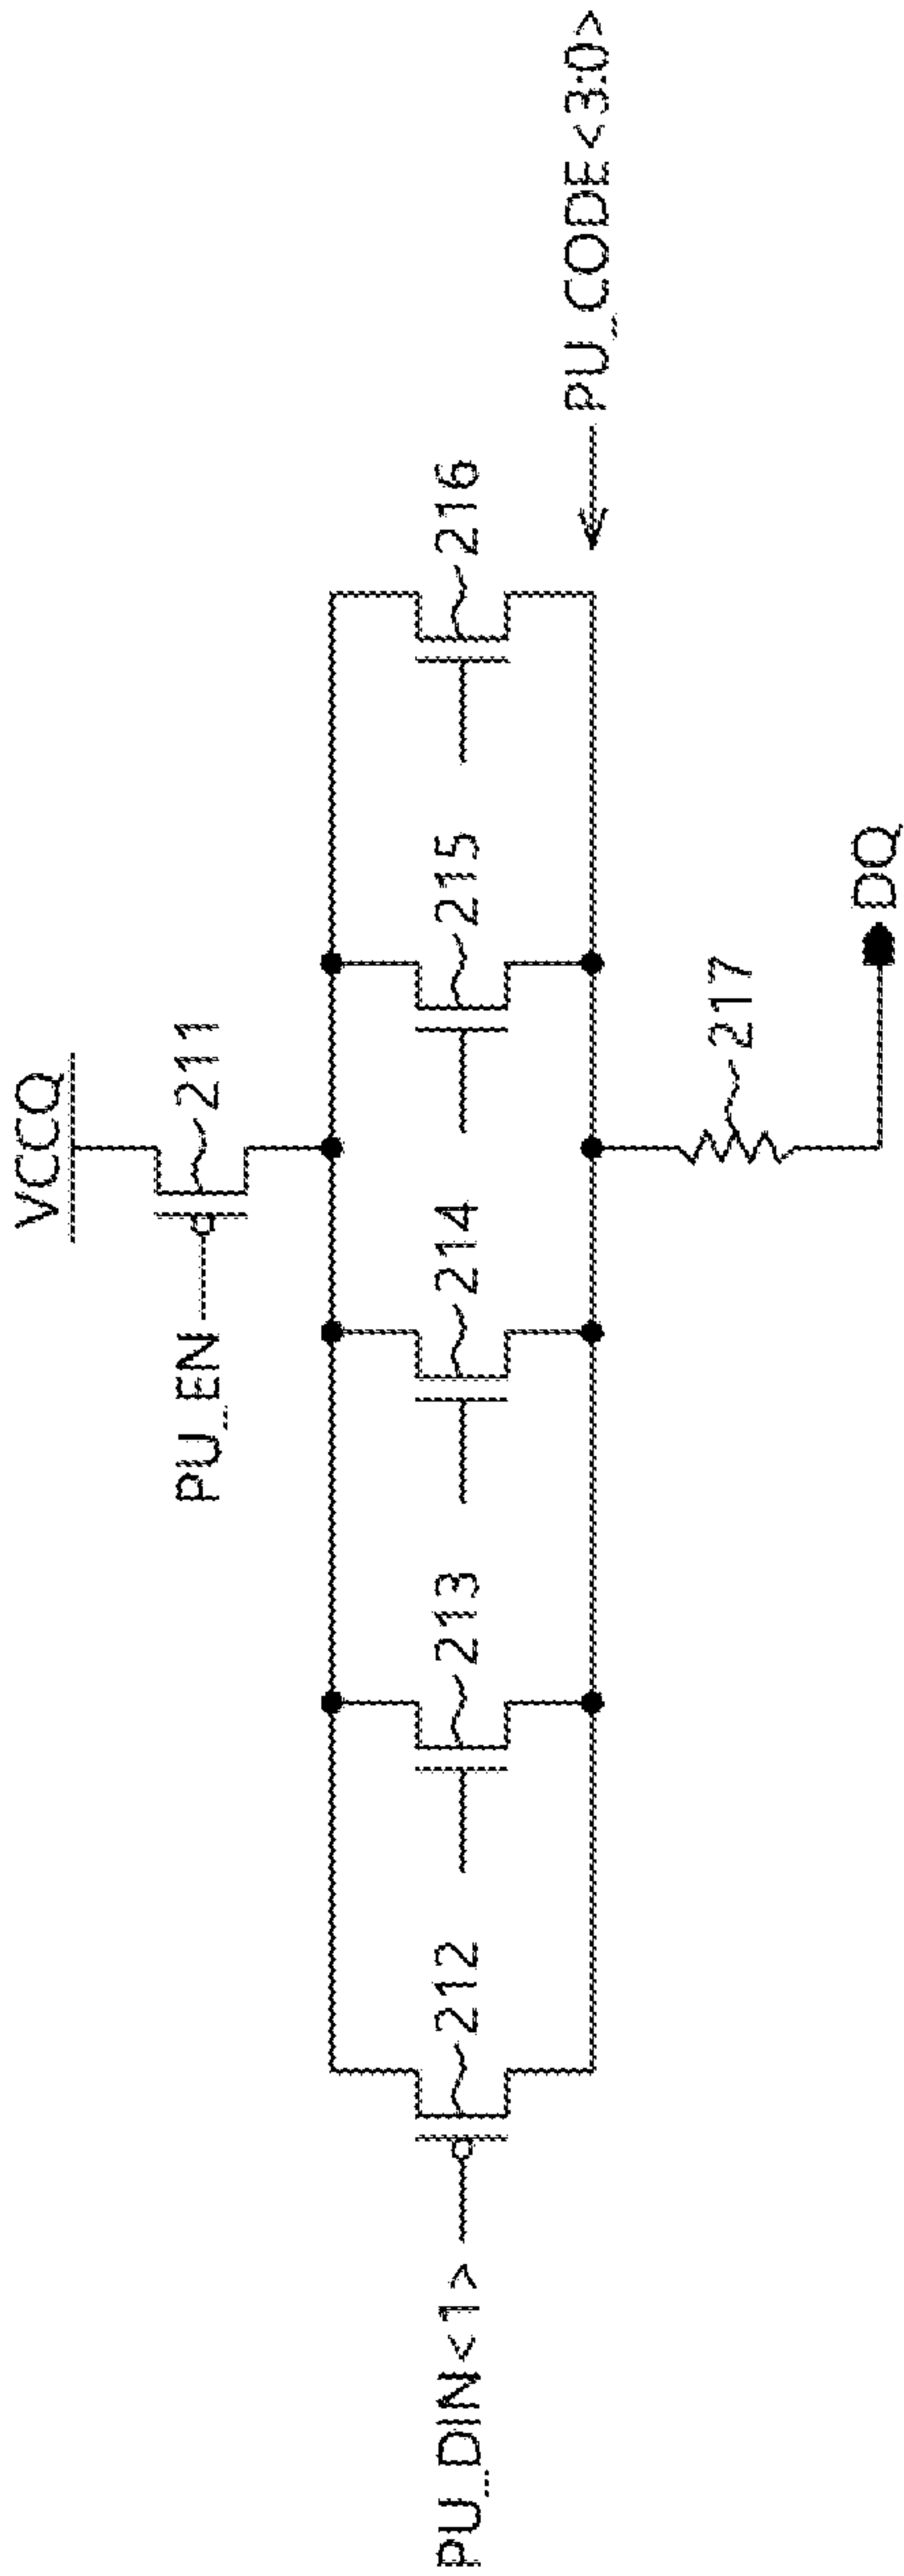 VCCQ
PU_EN
211
PU_DIN<1>
212
213
214
215
216
PU_CODE<3:0>
217
DQ